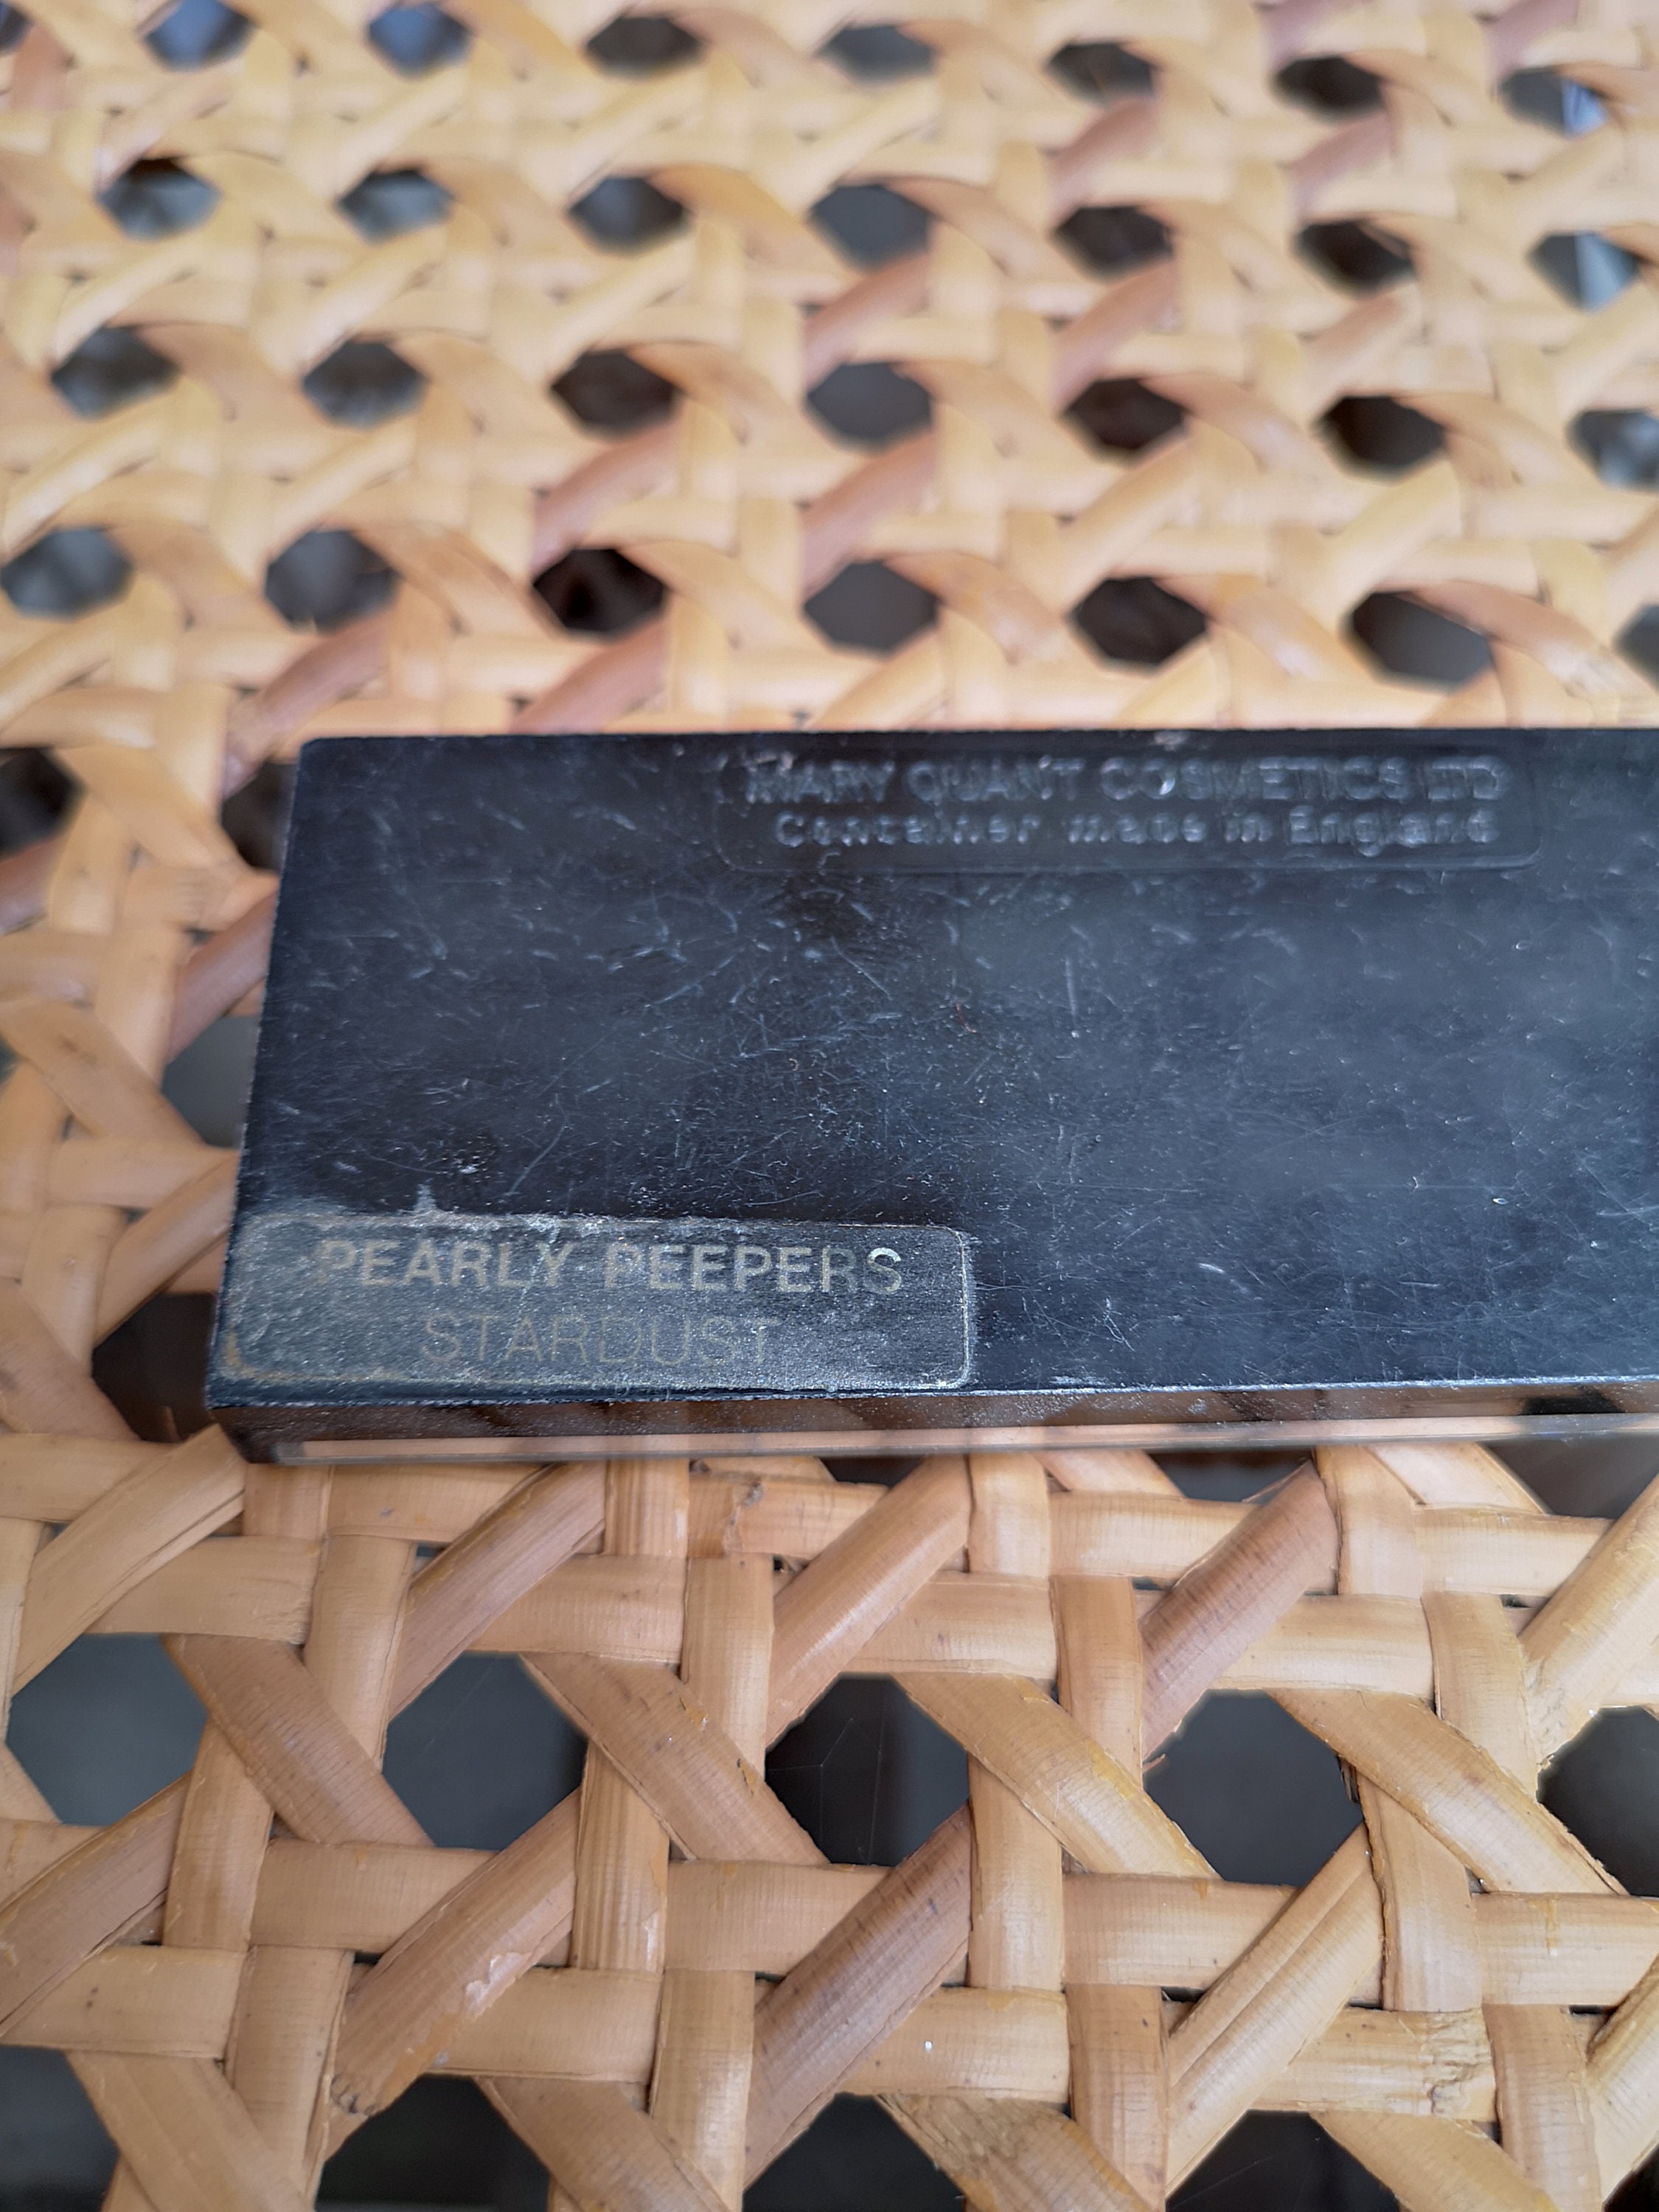 MARY QUANT COSMETICS LTD
Container made in England
PEARLY PEEPERS
STARDUST